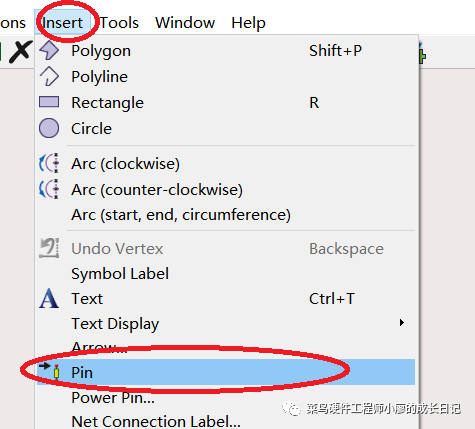 ons Insert Tools Window Help
Polygon Shift+P
Polyline
Rectangle R
Circle
Arc (clockwise)
Arc (counter-clockwise)
Arc (start, end, circumference)
Undo Vertex Backspace
Symbol Label
Text Ctrl+T
Text Display
Arrow...
Pin
Power Pin...
Net Connection Label...
菜鸟硬件工程师小廖的成长日记